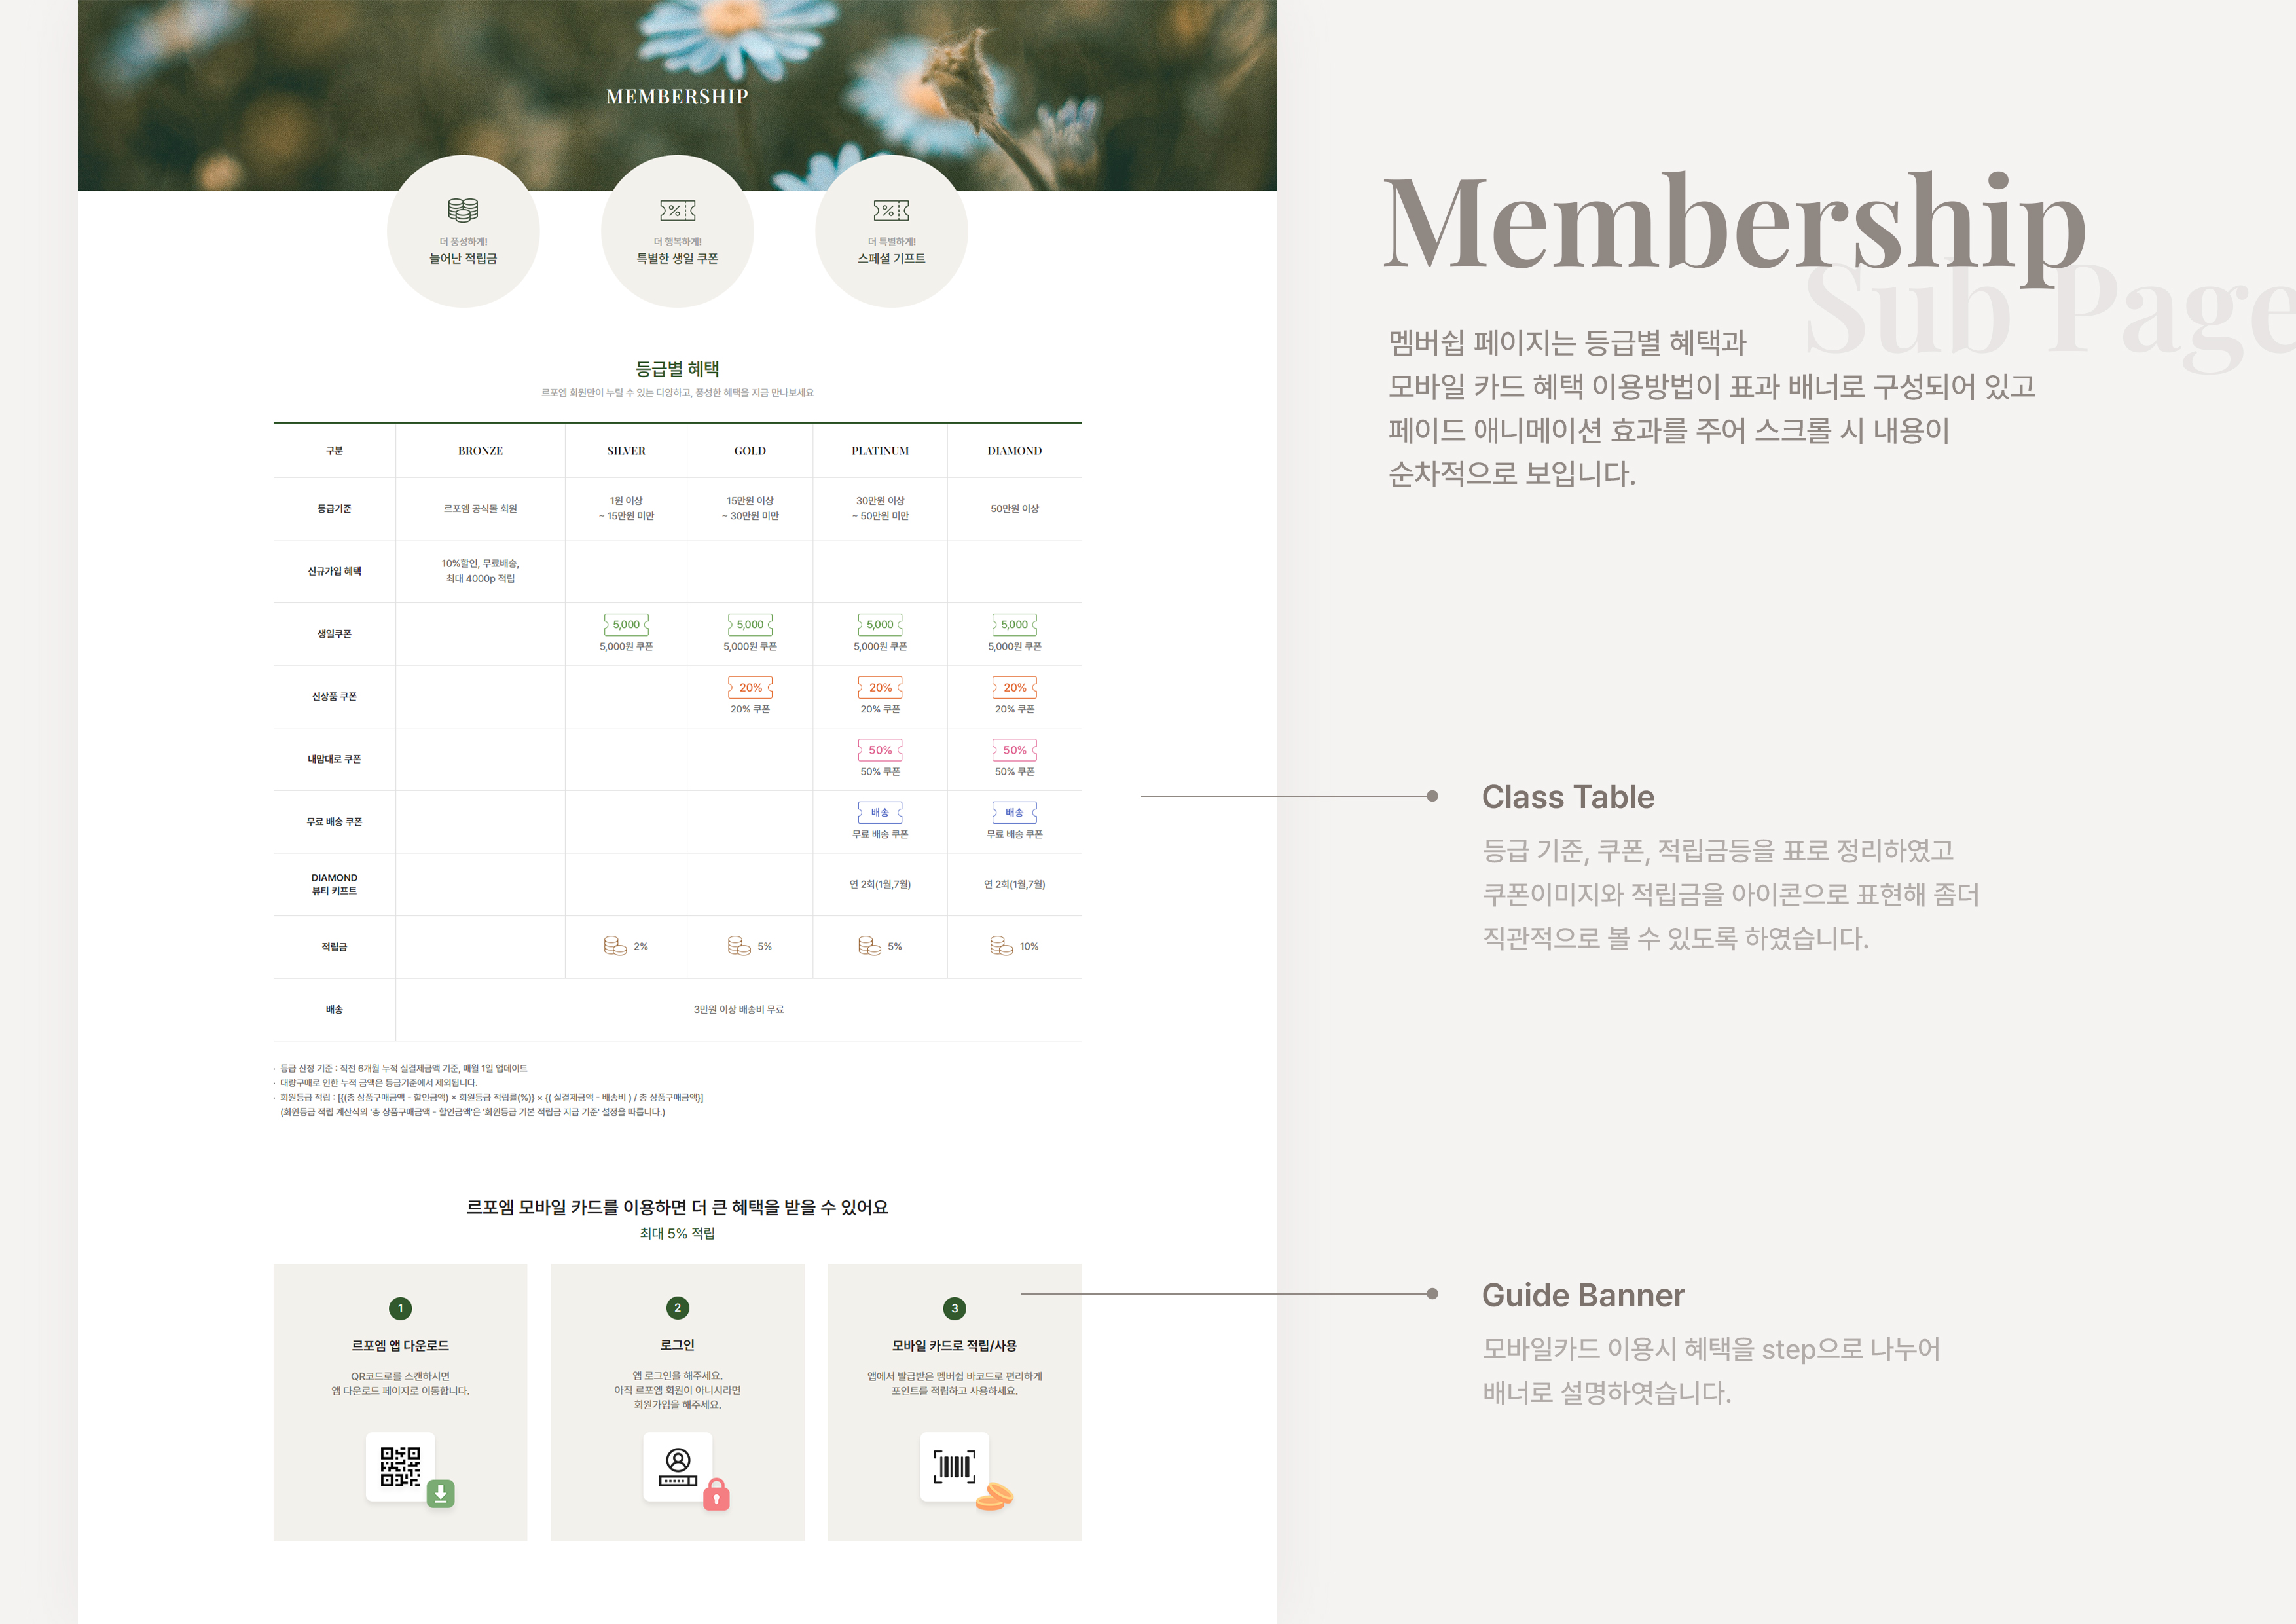 MEMBERSHIP
더 풍성하게!
늘어난 적립금
더 행복하게!
특별한 생일 쿠폰
더 특별하게!
스페셜 기프트
등급별 혜택
르포엠 회원만이 누릴 수 있는 다양하고, 풍성한 혜택을 지금 만나보세요
구분 BRONZE SILVER GOLD PLATINUM DIAMOND
등급기준 르포엠 공식몰 회원 1원 이상 ~ 15만원 미만 15만원 이상 ~ 30만원 미만 30만원 이상 ~ 50만원 미만 50만원 이상
신규가입 혜택 10%할인, 무료배송, 최대 4000p 적립
생일쿠폰 5,000 5,000원 쿠폰 5,000 5,000원 쿠폰 5,000 5,000원 쿠폰 5,000 5,000원 쿠폰
신상품 쿠폰 20% 20% 쿠폰 20% 20% 쿠폰 20% 20% 쿠폰
내맘대로 쿠폰 50% 50% 쿠폰 50% 50% 쿠폰
무료 배송 쿠폰 배송 무료 배송 쿠폰 배송 무료 배송 쿠폰
DIAMOND 뷰티 키프트 연 2회(1월,7월) 연 2회(1월,7월)
적립금 2% 5% 5% 10%
배송 3만원 이상 배송비 무료
· 등급 산정 기준 : 직전 6개월 누적 실결제금액 기준, 매월 1일 업데이트
· 대량구매로 인한 누적 금액은 등급기준에서 제외됩니다.
· 회원등급 적립 : [{(총 상품구매금액 - 할인금액) × 회원등급 적립률(%)} × {( 실결제금액 - 배송비 ) / 총 상품구매금액}]
(회원등급 적립 계산식의 '총 상품구매금액 - 할인금액'은 '회원등급 기본 적립금 지급 기준' 설정을 따릅니다.)
르포엠 모바일 카드를 이용하면 더 큰 혜택을 받을 수 있어요
최대 5% 적립
1
르포엠 앱 다운로드
QR코드로를 스캔하시면
앱 다운로드 페이지로 이동합니다.
2
로그인
앱 로그인을 해주세요.
아직 르포엠 회원이 아니시라면
회원가입을 해주세요.
3
모바일 카드로 적립/사용
앱에서 발급받은 멤버쉽 바코드로 편리하게
포인트를 적립하고 사용하세요.
Membership
Sub Page
멤버쉽 페이지는 등급별 혜택과
모바일 카드 혜택 이용방법이 표과 배너로 구성되어 있고
페이드 애니메이션 효과를 주어 스크롤 시 내용이
순차적으로 보입니다.
Class Table
등급 기준, 쿠폰, 적립금등을 표로 정리하였고
쿠폰이미지와 적립금을 아이콘으로 표현해 좀더
직관적으로 볼 수 있도록 하였습니다.
Guide Banner
모바일카드 이용시 혜택을 step으로 나누어
배너로 설명하엿습니다.